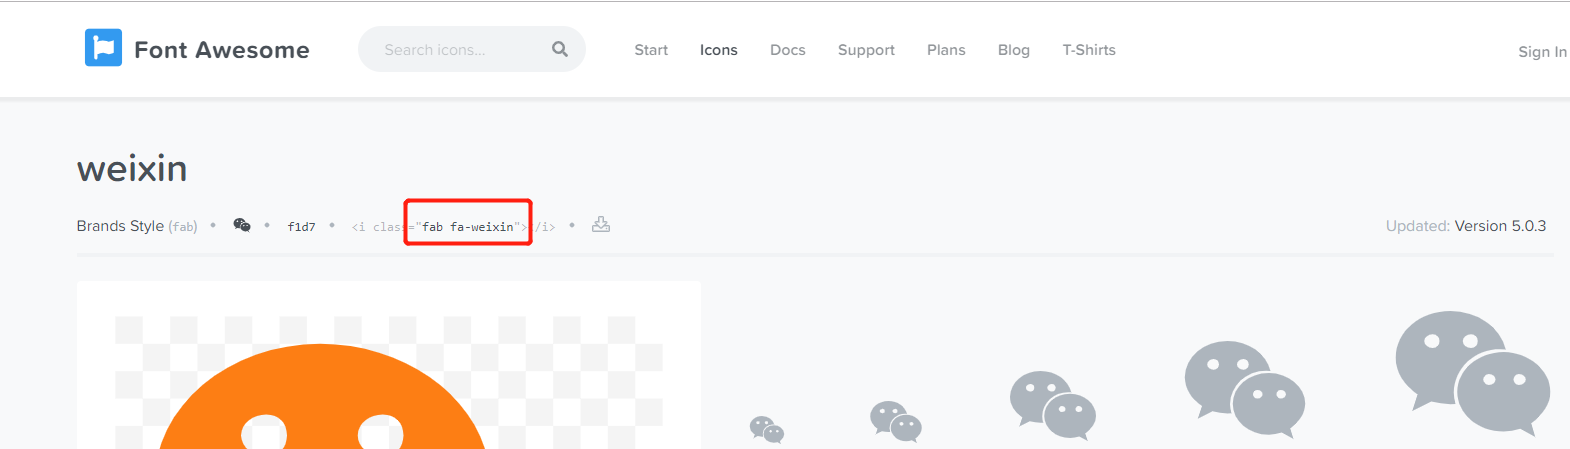 Font Awesome
Search icons...
Start Icons Docs Support Plans Blog T-Shirts
Sign In
weixin
Brands Style (fab) • • f1d7 • <i class="fab fa-weixin"></i> •
Updated: Version 5.0.3